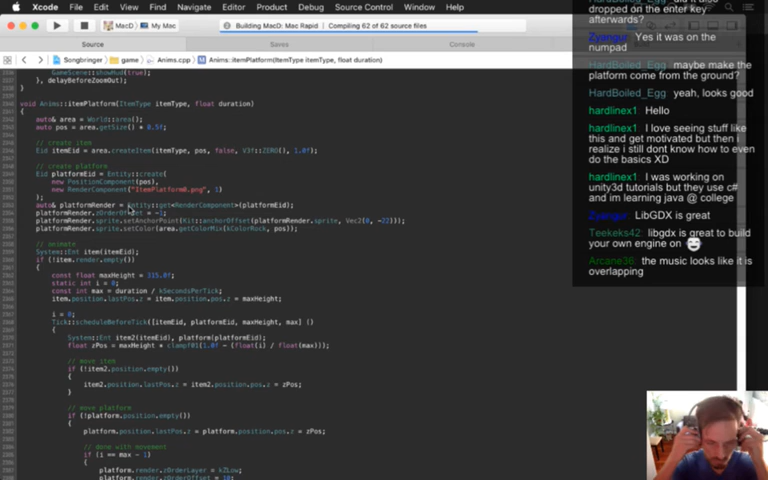 Xcode File Edit View Find Navigate Editor Product Debug Source Control Window Help
MacD My Mac
Building MacD: Mac Rapid | Compiling 62 of 62 source files
Source Saves Console
Songbringer game Anims.cpp Anims::itemPlatform(ItemType itemType, float duration)
}, delayBeforeZoomOut);
}
void Anims::itemPlatform(ItemType itemType, float duration)
{
auto& area = World::area();
auto pos = area.getSize() * 0.5f;
// create item
Eid itemEid = area.createItem(itemType, pos, false, V3f::ZERO(), 1.0f);
// create platform
Eid platformEid = Entity::create(
new PositionComponent(pos),
new RenderComponent("ItemPlatform0.png", 1)
);
auto& platformRender = Entity::get<RenderComponent>(platformEid);
platformRender.zOrderOffset = -1;
platformRender.sprite.setAnchorPoint(Kit::anchorOffset(platformRender.sprite, Vec2(0, -22)));
platformRender.sprite.setColor(area.getColorMix(kColorRock, pos));
// animate
System::Ent item(itemEid);
if (!item.render.empty())
{
const float maxHeight = 315.0f;
static int i = 0;
const int max = duration / kSecondsPerTick;
item.position.lastPos.z = item.position.pos.z = maxHeight;
i = 0;
Tick::scheduleBeforeTick([itemEid, platformEid, maxHeight, max] ()
{
System::Ent item2(itemEid), platform(platformEid);
float zPos = maxHeight * clampf01(1.0f - (float(i) / float(max)));
// move item
if (!item2.position.empty())
{
item2.position.lastPos.z = item2.position.pos.z = zPos;
}
// move platform
if (!platform.position.empty())
{
platform.position.lastPos.z = platform.position.pos.z = zPos;
// done with movement
if (i == max - 1)
{
platform.render.zOrderLayer = kZLow;
platform.render.zOrderOffset = 10;
dropped on the enter key
afterwards?
Zyangur Yes it was on the
numpad
HardBoiled_Egg maybe make the
platform come from the ground?
HardBoiled_Egg yeah, looks good
hardlinex1 Hello
hardlinex1 I love seeing stuff like
this and get motivated but then i
realize i still dont know how to even
do the basics XD
hardlinex1 I was working on
unity3d tutorials but they use c#
and im learning java @ college
Zyangur LibGDX is great
Teekeks42 libgdx is great to build
your own engine on
Arcane36 the music looks like it is
overlapping